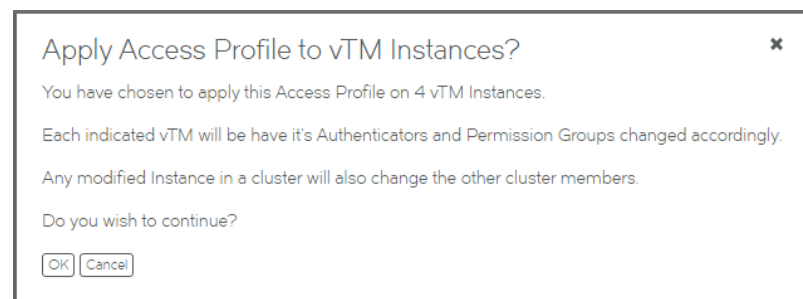 Apply Access Profile to vTM Instances?
You have chosen to apply this Access Profile on 4 vTM Instances.
Each indicated vTM will be have it's Authenticators and Permission Groups changed accordingly.
Any modified Instance in a cluster will also change the other cluster members.
Do you wish to continue?
OK Cancel